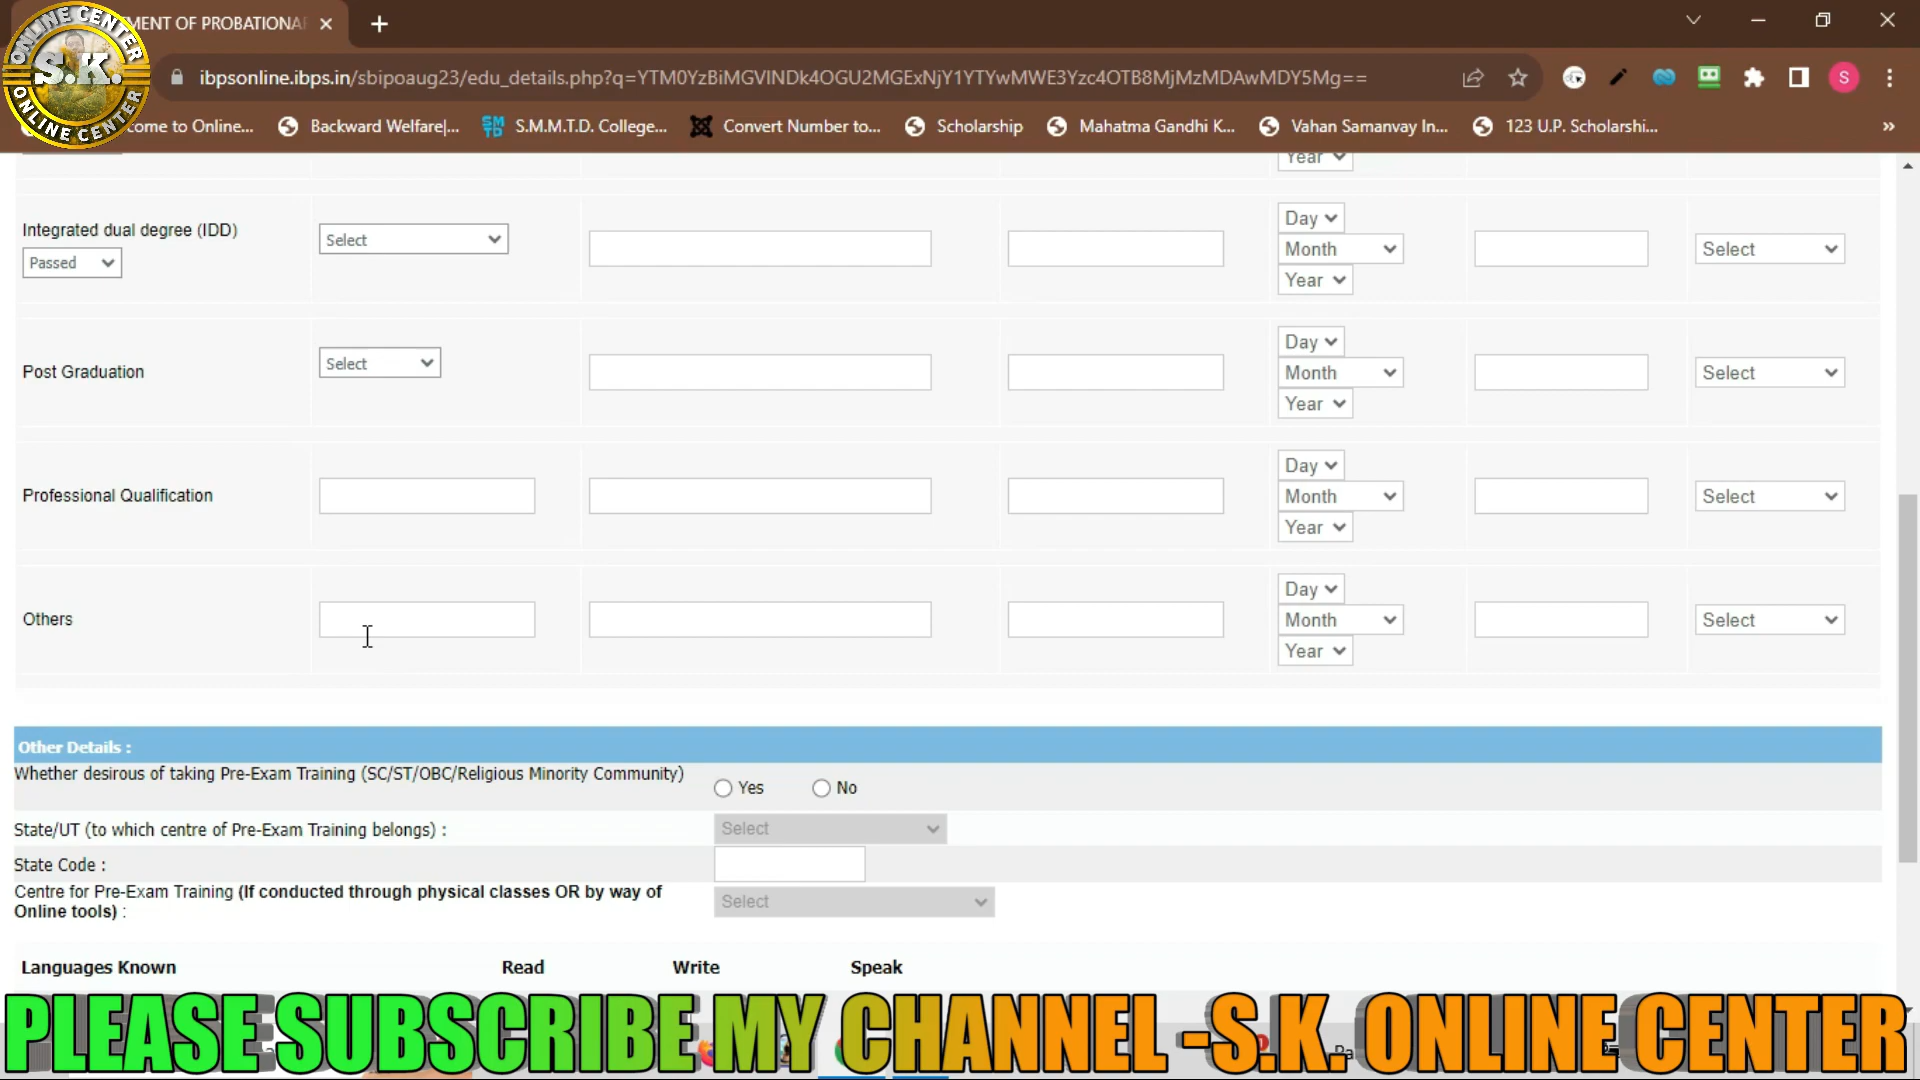 MENT OF PROBATIONA
ONLINE CENTER
S.K.
ONLINE CENTER
ibpsonline.ibps.in/sbipoaug23/edu_details.php?q=YTM0YzBiMGVlNDk4OGU2MGExNjY1YTYwMWE3Yzc4OTB8MjMzMDAwMDY5Mg==
S
come to Online...
Backward Welfare|...
SMTD S.M.M.T.D. College...
Convert Number to...
Scholarship
Mahatma Gandhi K...
Vahan Samanvay In...
123 U.P. Scholarshi...
»
Year
Integrated dual degree (IDD)
Passed
Select
Day
Month
Year
Select
Post Graduation
Select
Day
Month
Year
Select
Professional Qualification
Day
Month
Year
Select
Others
Day
Month
Year
Select
Other Details :
Whether desirous of taking Pre-Exam Training (SC/ST/OBC/Religious Minority Community)
Yes No
State/UT (to which centre of Pre-Exam Training belongs) :
Select
State Code :
Centre for Pre-Exam Training (If conducted through physical classes OR by way of
Online tools) :
Select
Languages Known Read Write Speak
PLEASE SUBSCRIBE MY CHANNEL -S.K. ONLINE CENTER